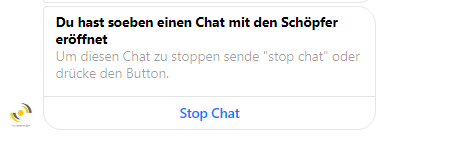 Du hast soeben einen Chat mit den Schöpfer
eröffnet
Um diesen Chat zu stoppen sende "stop chat" oder
drücke den Button.
Stop Chat